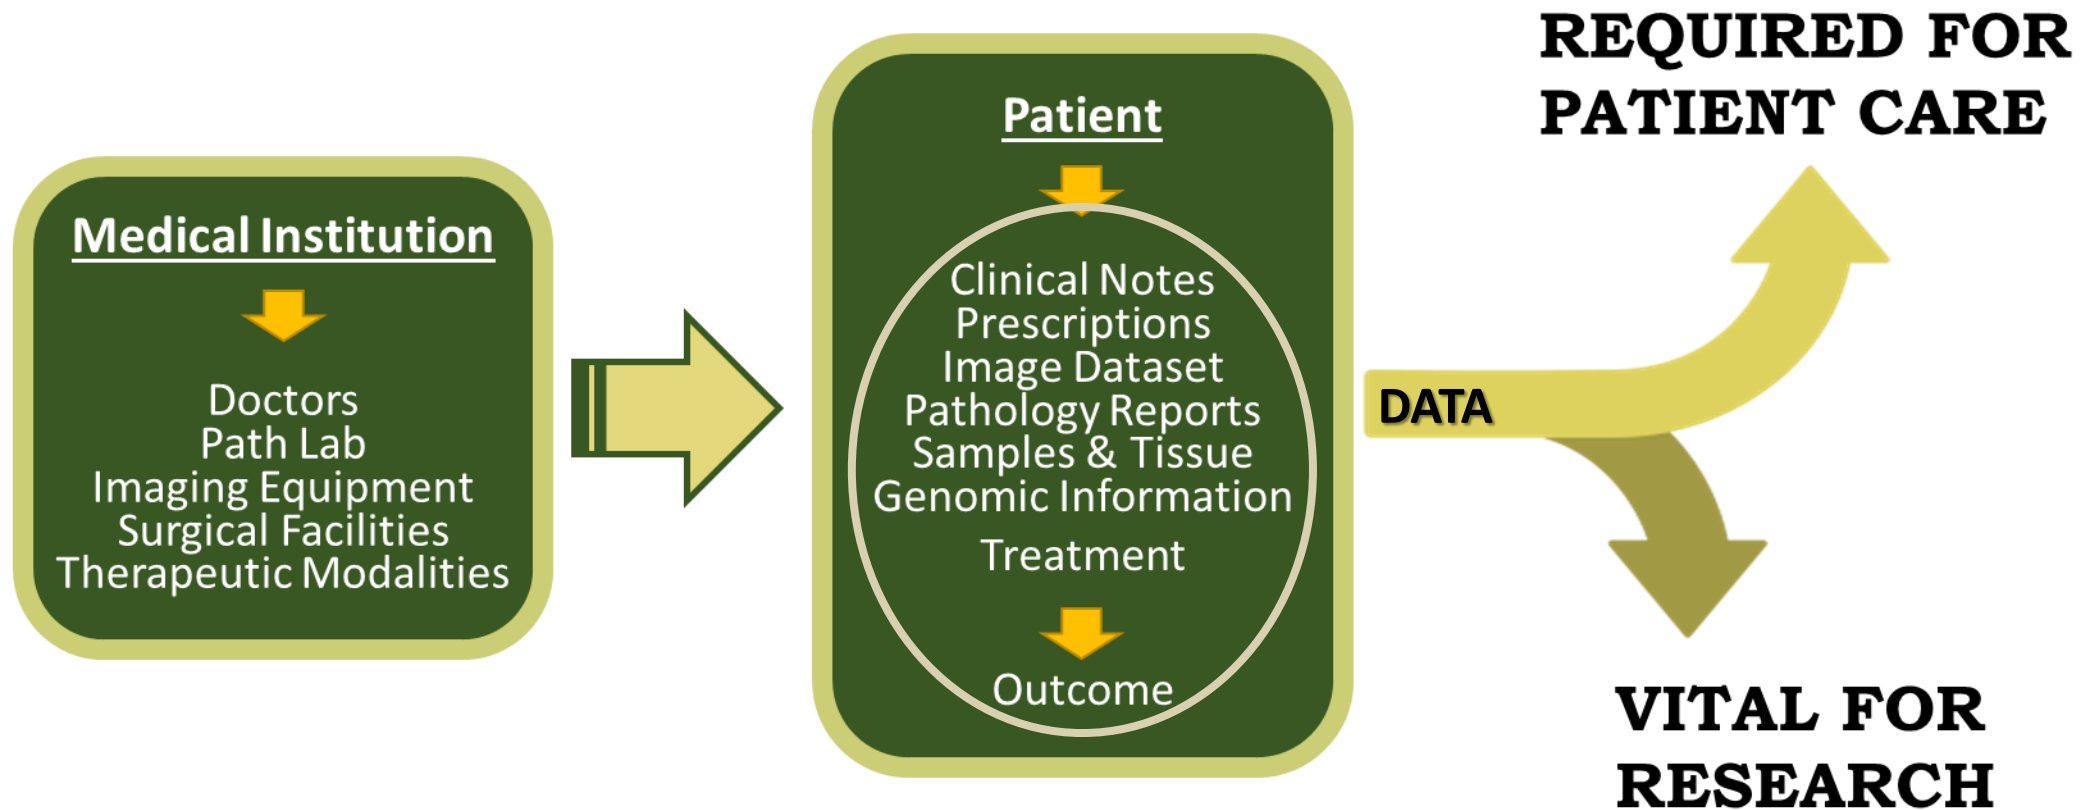 Medical Institution
Doctors
Path Lab
Imaging Equipment
Surgical Facilities
Therapeutic Modalities
Patient
Clinical Notes
Prescriptions
Image Dataset
Pathology Reports
Samples & Tissue
Genomic Information
Treatment
Outcome
DATA
REQUIRED FOR
PATIENT CARE
VITAL FOR
RESEARCH